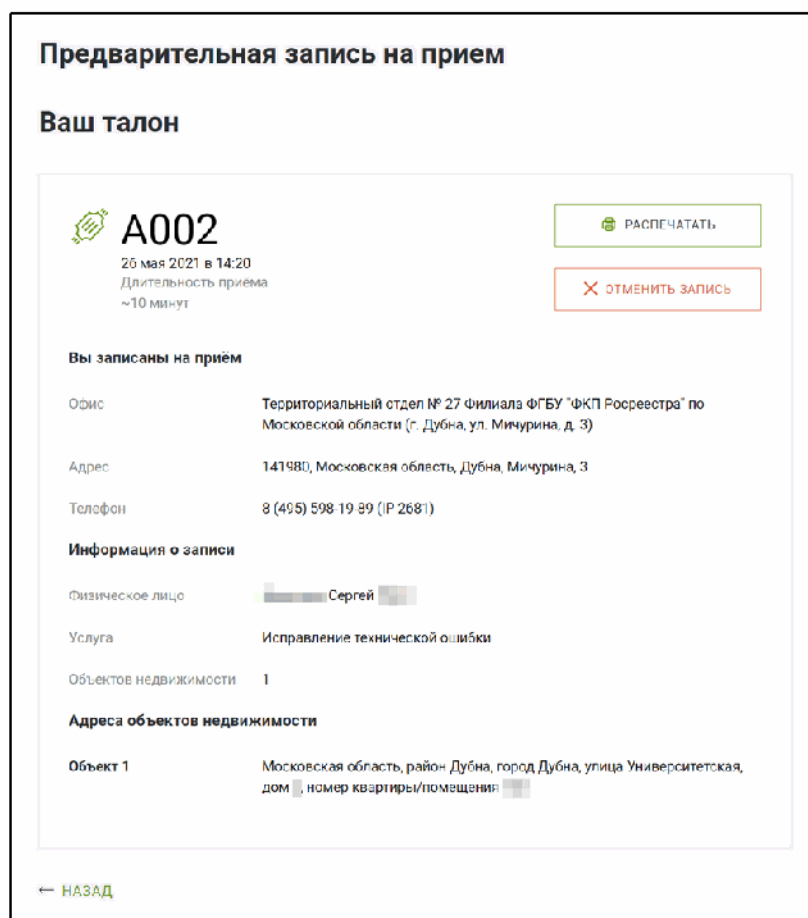 Предварительная запись на прием
Ваш талон
А002
РАСПЕЧАТАТЬ
26 мая 2021 в 14:20
Длительность приема
~10 минут
ОТМЕНИТЬ ЗАПИСЬ
Вы записаны на приём
Офис
Территориальный отдел № 27 Филиала ФГБУ "ФКП Росреестра" по
Московской области (г. Дубна, ул. Мичурина, д. 3)
Адрес
141980, Московская область, Дубна, Мичурина, 3
Телефон
8 (495) 598-19-89 (IP 2681)
Информация о записи
Физическое лицо
Сергей
Услуга
Исправление технической ошибки
Объектов недвижимости
1
Адреса объектов недвижимости
Объект 1
Московская область, район Дубна, город Дубна, улица Университетская,
дом , номер квартиры/помещения
← НАЗАД